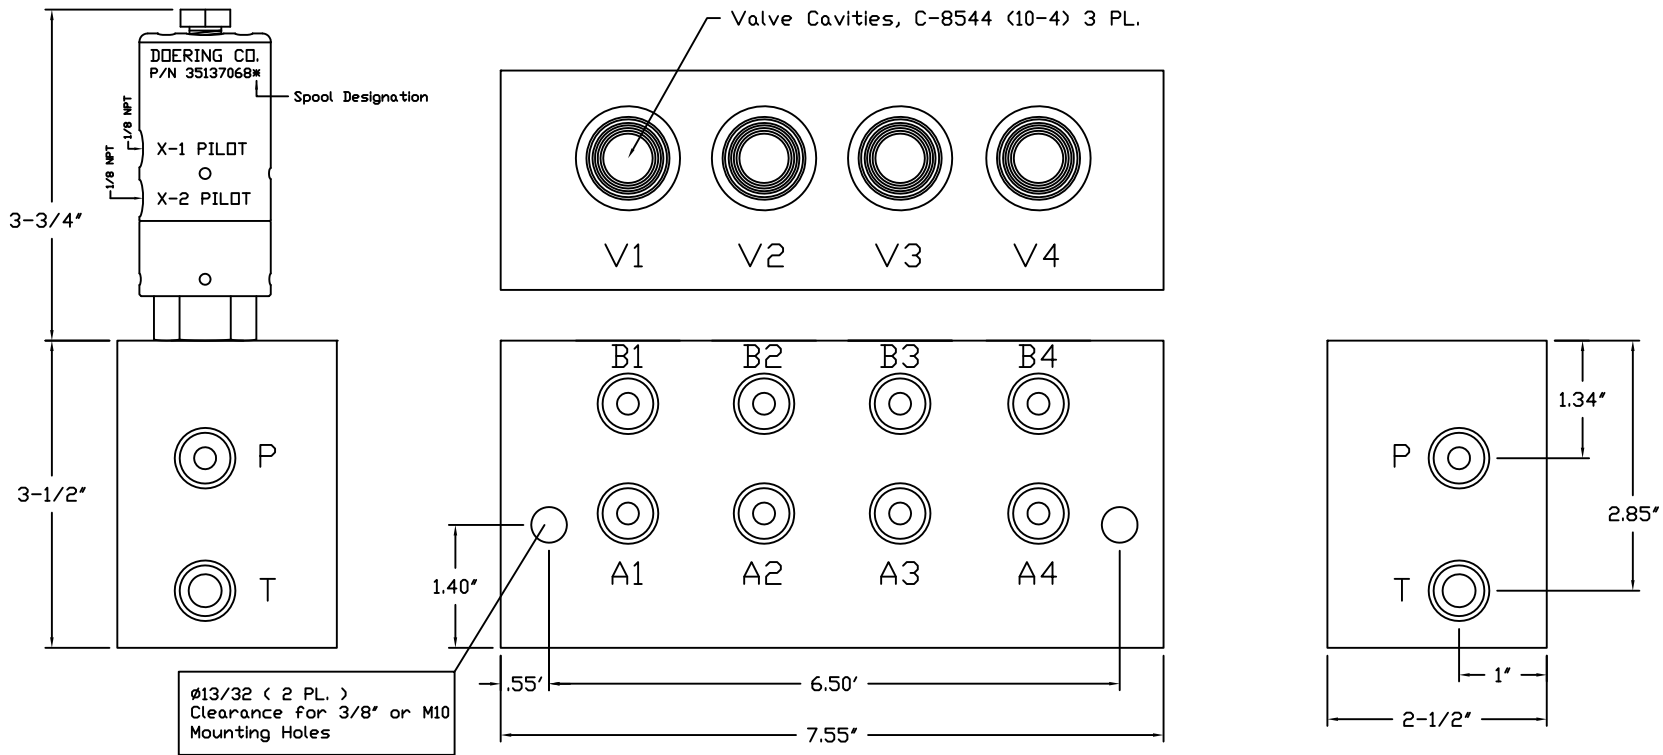 Valve Cavities, C-8544 (10-4) 3 PL.
DOERING CO.
P/N 35137068*
Spool Designation
1/8 NPT
X-1 PILOT
1/8 NPT
X-2 PILOT
3-3/4"
V1 V2 V3 V4
B1 B2 B3 B4
1.34"
P
P
3-1/2"
2.85"
A1 A2 A3 A4
1.40"
T
T
.55'
6.50'
1"
Ø13/32 ( 2 PL. )
Clearance for 3/8" or M10
Mounting Holes
7.55"
2-1/2"